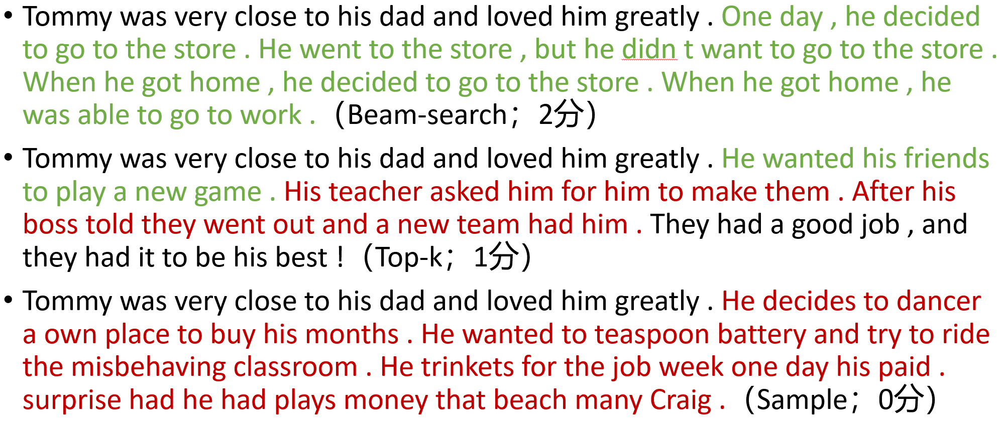 • Tommy was very close to his dad and loved him greatly . One day , he decided
to go to the store . He went to the store , but he didn t want to go to the store .
When he got home , he decided to go to the store . When he got home , he
was able to go to work . （Beam-search； 2分）
• Tommy was very close to his dad and loved him greatly . He wanted his friends
to play a new game . His teacher asked him for him to make them . After his
boss told they went out and a new team had him . They had a good job , and
they had it to be his best ! （Top-k； 1分）
• Tommy was very close to his dad and loved him greatly . He decides to dancer
a own place to buy his months . He wanted to teaspoon battery and try to ride
the misbehaving classroom . He trinkets for the job week one day his paid .
surprise had he had plays money that beach many Craig . （Sample； 0分）